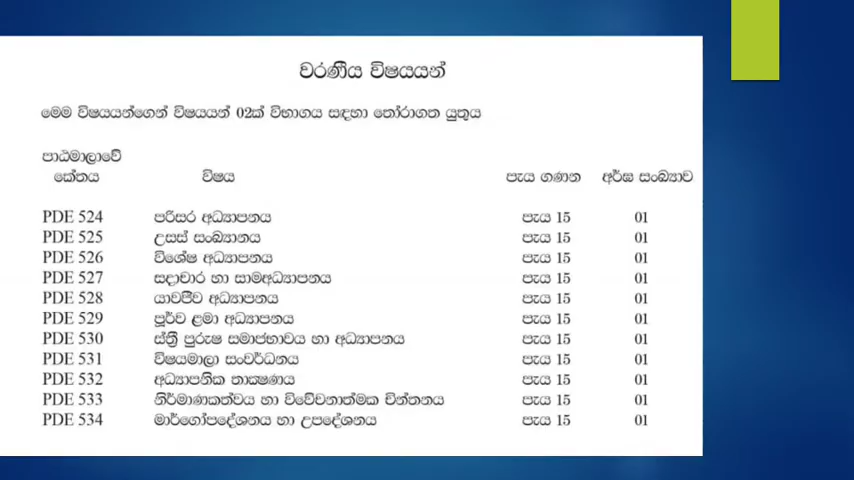 වරණීය විෂයයන්
මෙම විෂයයන්ගෙන් විෂයයන් 02ක් විභාගය සඳහා තෝරාගත යුතුය
පාඨමාලාවේ
කේතය විෂය පැය ගණන අර්ඝ සංඛ්‍යාව
PDE 524 පරිසර අධ්‍යාපනය පැය 15 01
PDE 525 උසස් සංඛ්‍යානය පැය 15 01
PDE 526 විශේෂ අධ්‍යාපනය පැය 15 01
PDE 527 සදාචාර හා සාමඅධ්‍යාපනය පැය 15 01
PDE 528 යාවජීව අධ්‍යාපනය පැය 15 01
PDE 529 පූර්ව ළමා අධ්‍යාපනය පැය 15 01
PDE 530 ස්ත්‍රී පුරුෂ සමාජභාවය හා අධ්‍යාපනය පැය 15 01
PDE 531 විෂයමාලා සංවර්ධනය පැය 15 01
PDE 532 අධ්‍යාපනික තාක්‍ෂණය පැය 15 01
PDE 533 නිර්මාණකත්වය හා විවේචනාත්මක චින්තනය පැය 15 01
PDE 534 මාර්ගෝපදේශනය හා උපදේශනය පැය 15 01